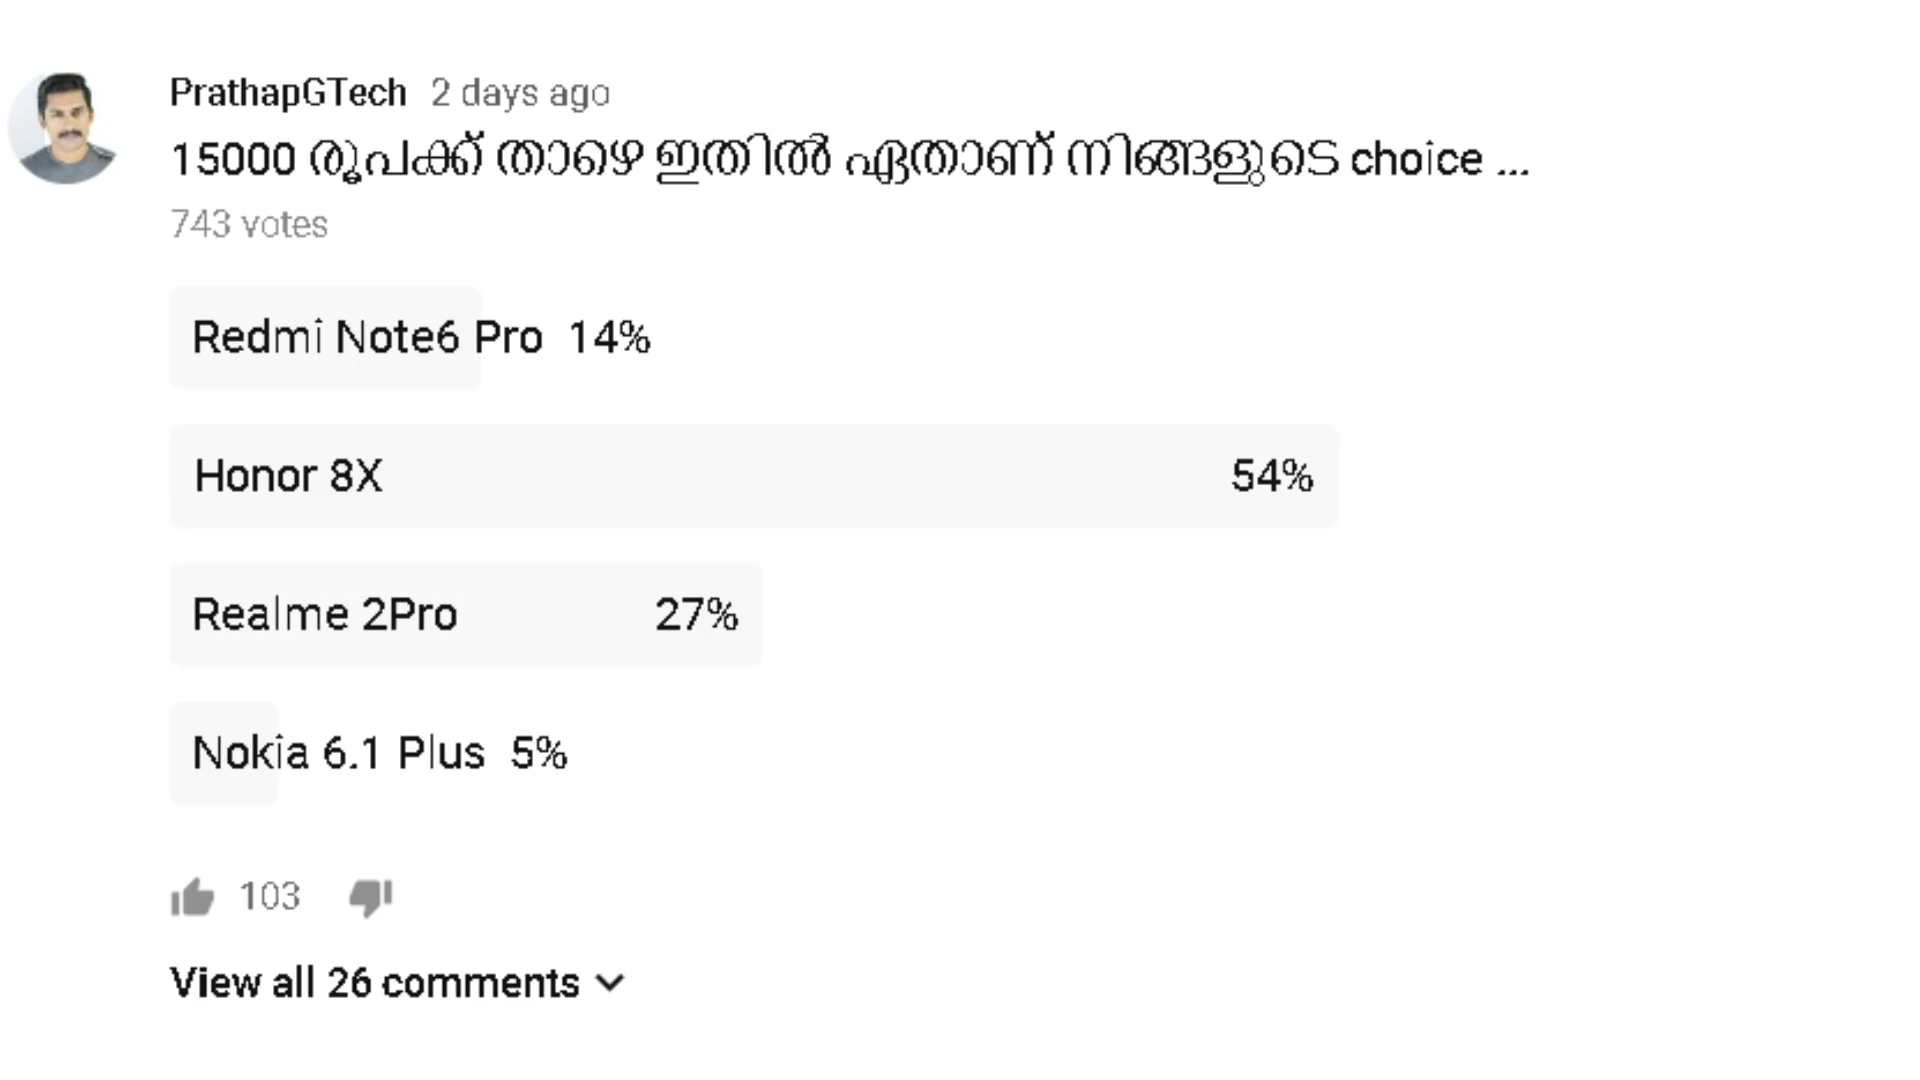 PrathapGTech 2 days ago
15000 രൂപക്ക് താഴെ ഇതിൽ ഏതാണ് നിങ്ങളുടെ choice ...
743 votes
Redmi Note6 Pro 14%
Honor 8X 54%
Realme 2Pro 27%
Nokia 6.1 Plus 5%
103
View all 26 comments